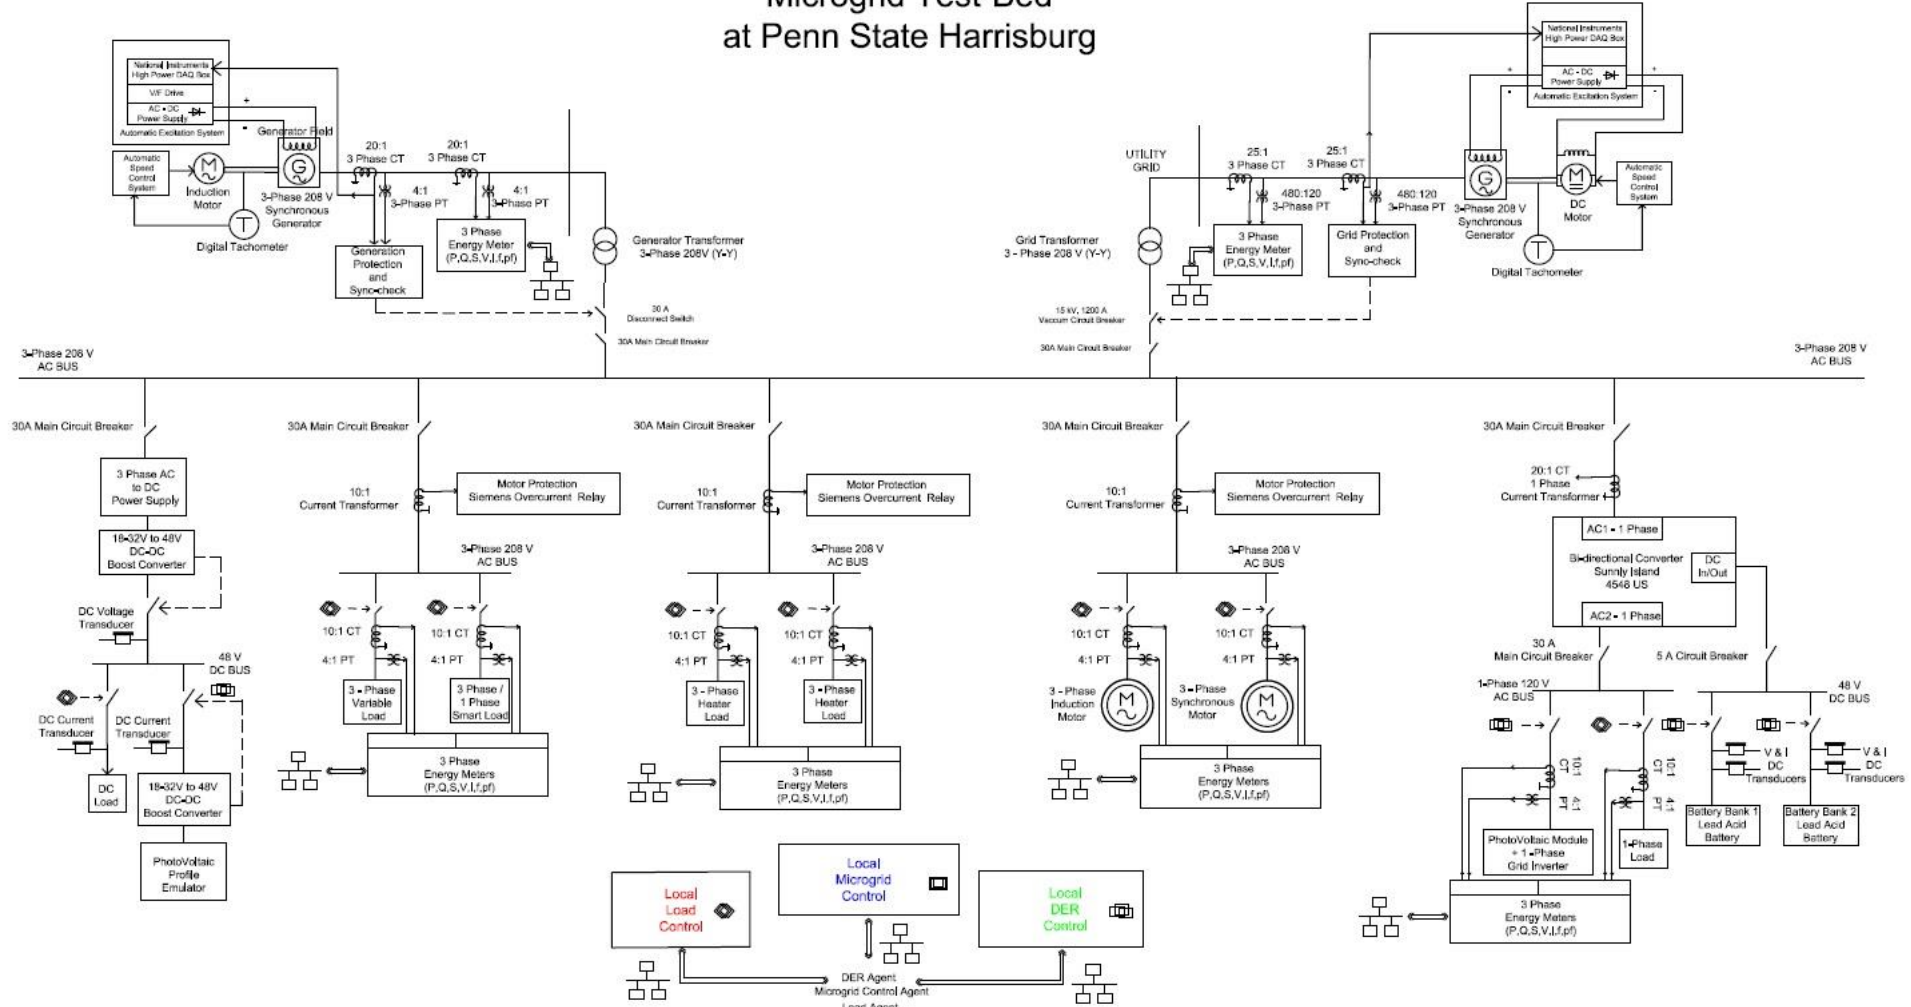 Microgrid Test Bed
at Penn State Harrisburg
National Instruments
High Power DAQ Box
V/F Drive
AC - DC
Power Supply
Automatic Excitation System
+
-
Generator Field
Automatic
Speed
Control
System
M
Induction
Motor
G
3-Phase 208 V
Synchronous
Generator
T
Digital Tachometer
20:1
3 Phase CT
20:1
3 Phase CT
4:1
3-Phase PT
4:1
3-Phase PT
Generation
Protection
and
Sync-check
3 Phase
Energy Meter
(P,Q,S,V,I,f,pf)
Generator Transformer
3-Phase 208V (Y-Y)
30 A
Disconnect Switch
30A Main Circuit Breaker
UTILITY
GRID
25:1
3 Phase CT
25:1
3 Phase CT
480:120
3-Phase PT
480:120
3-Phase PT
Grid Transformer
3 - Phase 208 V (Y-Y)
3 Phase
Energy Meter
(P,Q,S,V,I,f,pf)
Grid Protection
and
Sync-check
15 kV, 1200 A
Vaccum Circuit Breaker
30A Main Circuit Breaker
National Instruments
High Power DAQ Box
AC - DC
Power Supply
Automatic Excitation System
+
-
+
-
G
3-Phase 208 V
Synchronous
Generator
M
DC
Motor
Automatic
Speed
Control
System
T
Digital Tachometer
3-Phase 208 V
AC BUS
3-Phase 208 V
AC BUS
30A Main Circuit Breaker
3 Phase AC
to DC
Power Supply
18-32V to 48V
DC-DC
Boost Converter
DC Voltage
Transducer
48 V
DC BUS
DC Current
Transducer
DC Current
Transducer
DC
Load
18-32V to 48V
DC-DC
Boost Converter
PhotoVoltaic
Profile
Emulator
30A Main Circuit Breaker
10:1
Current Transformer
Motor Protection
Siemens Overcurrent Relay
3-Phase 208 V
AC BUS
10:1 CT
4:1 PT
10:1 CT
4:1 PT
3 - Phase
Variable
Load
3 Phase /
1 Phase
Smart Load
3 Phase
Energy Meters
(P,Q,S,V,I,f,pf)
30A Main Circuit Breaker
10:1
Current Transformer
Motor Protection
Siemens Overcurrent Relay
3-Phase 208 V
AC BUS
10:1 CT
4:1 PT
10:1 CT
4:1 PT
3 - Phase
Heater
Load
3 - Phase
Heater
Load
3 Phase
Energy Meters
(P,Q,S,V,I,f,pf)
30A Main Circuit Breaker
10:1
Current Transformer
Motor Protection
Siemens Overcurrent Relay
3-Phase 208 V
AC BUS
10:1 CT
4:1 PT
10:1 CT
4:1 PT
3 - Phase
Induction
Motor
M
3 - Phase
Synchronous
Motor
M
3 Phase
Energy Meters
(P,Q,S,V,I,f,pf)
30A Main Circuit Breaker
20:1 CT
1 Phase
Current Transformer
AC1 - 1 Phase
Bi-directional Converter
Sunny Island
4548 US
DC
In/Out
AC2 - 1 Phase
30 A
Main Circuit Breaker
5 A Circuit Breaker
1-Phase 120 V
AC BUS
48 V
DC BUS
10:1
CT
4:1
PT
10:1
CT
4:1
PT
V & I
DC
Transducers
V & I
DC
Transducers
PhotoVoltaic Module
+ 1-Phase
Grid Inverter
1-Phase
Load
Battery Bank 1
Lead Acid
Battery
Battery Bank 2
Lead Acid
Battery
3 Phase
Energy Meters
(P,Q,S,V,I,f,pf)
Local
Load
Control
Local
Microgrid
Control
Local
DER
Control
DER Agent
Microgrid Control Agent
Load Agent